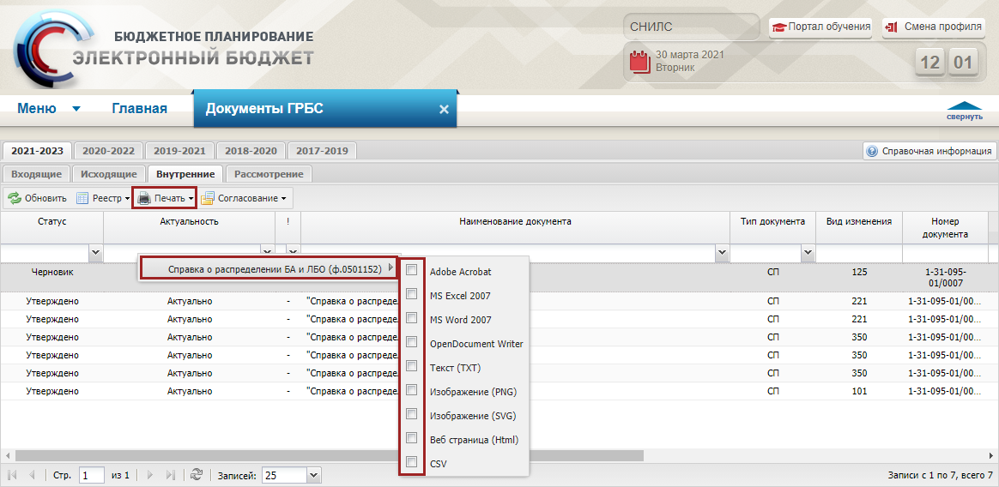 БЮДЖЕТНОЕ ПЛАНИРОВАНИЕ
ЭЛЕКТРОННЫЙ БЮДЖЕТ
СНИЛС
Портал обучения
Смена профиля
30 марта 2021
Вторник
12 01
Меню Главная Документы ГРБС
свернуть
2021-2023 2020-2022 2019-2021 2018-2020 2017-2019 Справочная информация
Входящие Исходящие Внутренние Рассмотрение
Обновить Реестр Печать Согласование
Статус Актуальность ! Наименование документа Тип документа Вид изменения Номер
документа
Справка о распределении БА и ЛБО (ф.0501152)
Adobe Acrobat
MS Excel 2007
MS Word 2007
OpenDocument Writer
Текст (TXT)
Изображение (PNG)
Изображение (SVG)
Веб страница (Html)
CSV
Черновик СП 125 1-31-095-
01/0007
Утверждено Актуально - "Справка о распреде СП 221 1-31-095-01/00...
Утверждено Актуально - "Справка о распреде СП 221 1-31-095-01/00...
Утверждено Актуально - "Справка о распреде СП 350 1-31-095-01/00...
Утверждено Актуально - "Справка о распреде СП 350 1-31-095-01/00...
Утверждено Актуально - "Справка о распреде СП 350 1-31-095-01/00...
Утверждено Актуально - "Справка о распреде СП 101 1-31-095-01/00...
Стр. 1 из 1 Записей: 25 Записи с 1 по 7, всего 7